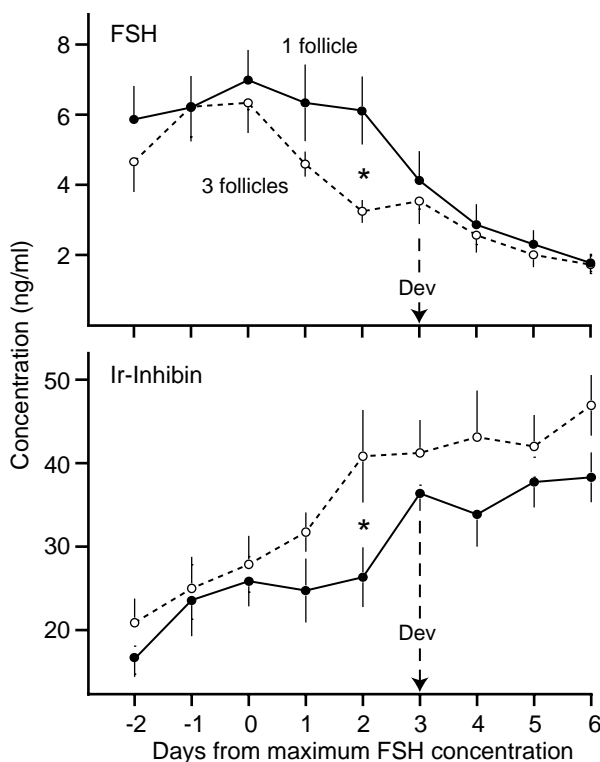 FSH
1 follicle
3 follicles
*
Dev
8
6
4
2
Concentration (ng/ml)
Ir-Inhibin
*
Dev
50
40
30
20
-2 -1 0 1 2 3 4 5 6
Days from maximum FSH concentration